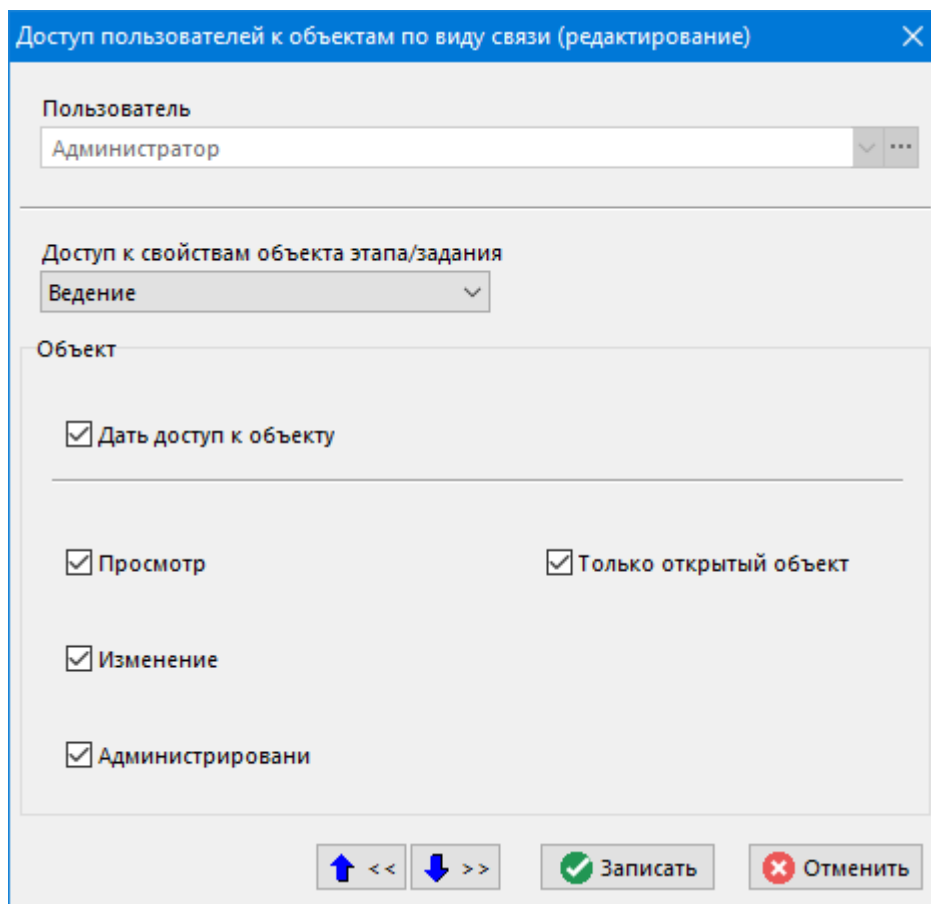 Доступ пользователей к объектам по виду связи (редактирование)
Пользователь
Администратор
Доступ к свойствам объекта этапа/задания
Ведение
Объект
Дать доступ к объекту
Просмотр
Только открытый объект
Изменение
Администрировани
<< >> Записать Отменить